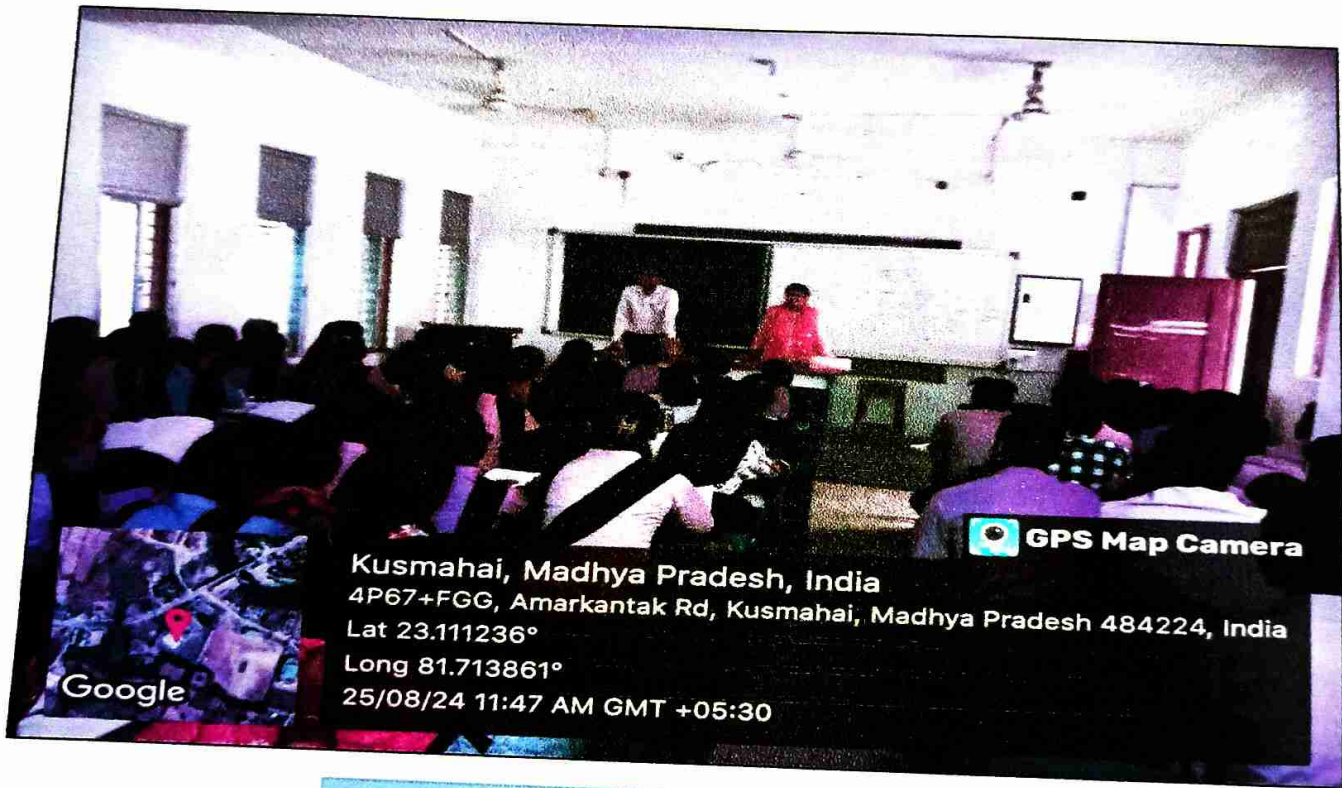 GPS Map Camera
Kusmahai, Madhya Pradesh, India
4P67+FGG, Amarkantak Rd, Kusmahai, Madhya Pradesh 484224, India
Lat 23.111236°
Long 81.713861°
25/08/24 11:47 AM GMT +05:30
Google